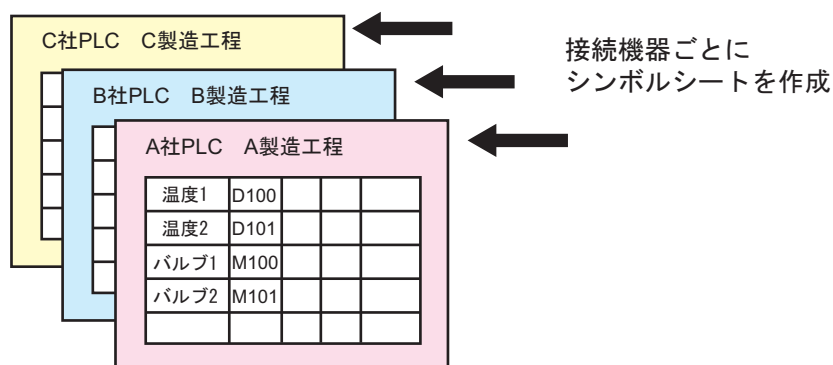 C社PLC C製造工程
B社PLC B製造工程
A社PLC A製造工程
温度1 D100
温度2 D101
バルブ1 M100
バルブ2 M101
接続機器ごとに
シンボルシートを作成